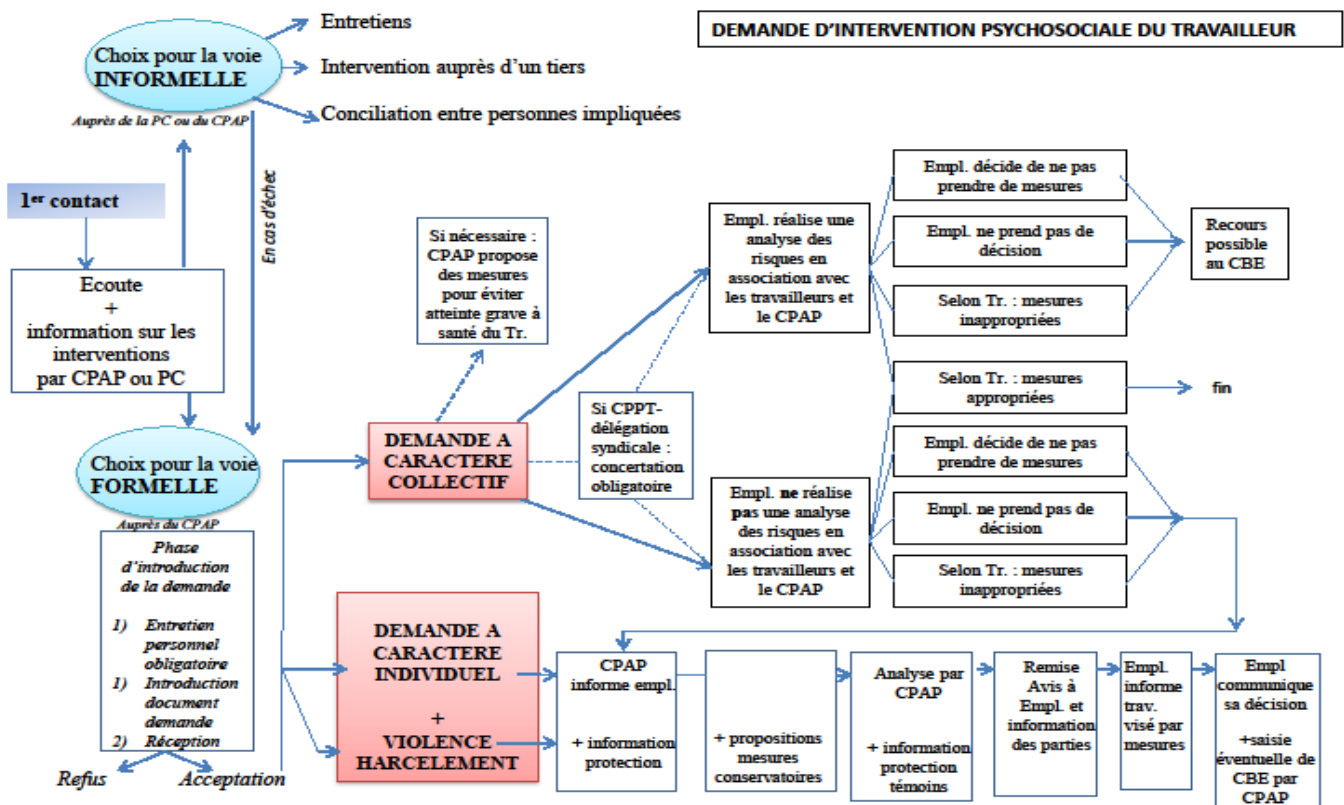 DEMANDE D'INTERVENTION PSYCHOSOCIALE DU TRAVAILLEUR
Choix pour la voie
INFORMELLE
Auprès de la PC ou du CPAP
Entretiens
Intervention auprès d'un tiers
Conciliation entre personnes impliquées
1er contact
En cas d'échec
Ecoute
+
information sur les
interventions
par CPAP ou PC
Choix pour la voie
FORMELLE
Auprès du CPAP
Phase
d'introduction
de la demande
1) Entretien
personnel
obligatoire
1) Introduction
document
demande
2) Réception
Refus
Acceptation
Si nécessaire :
CPAP propose
des mesures
pour éviter
atteinte grave à
santé du Tr.
DEMANDE A
CARACTERE
COLLECTIF
Si CPPT-
délégation
syndicale :
concertation
obligatoire
Empl. réalise une
analyse des
risques en
association avec
les travailleurs et
le CPAP
Empl. ne réalise
pas une analyse
des risques en
association avec
les travailleurs et
le CPAP
Empl. décide de ne pas
prendre de mesures
Empl. ne prend pas de
décision
Selon Tr. : mesures
inappropriées
Recours
possible
au CBE
Selon Tr. : mesures
appropriées
fin
Empl. décide de ne pas
prendre de mesures
Empl. ne prend pas de
décision
Selon Tr. : mesures
inappropriées
DEMANDE A
CARACTERE
INDIVIDUEL
+
VIOLENCE
HARCELEMENT
CPAP
informe empl.
+ information
protection
+ propositions
mesures
conservatoires
Analyse par
CPAP
+ information
protection
témoins
Remise
Avis à
Empl. et
information
des parties
Empl.
informe
trav.
visé par
mesures
Empl
communique
sa décision
+saisie
éventuelle de
CBE par
CPAP